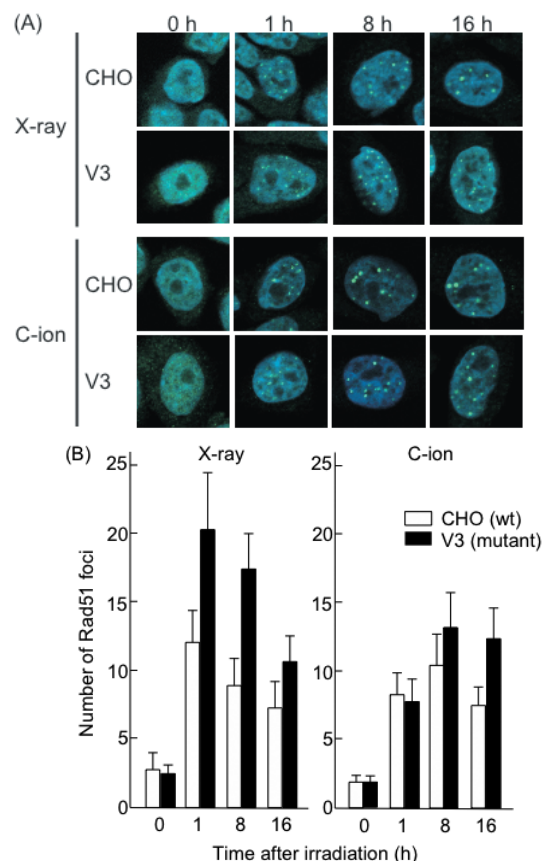 (A)
0 h 1 h 8 h 16 h
CHO
X-ray
V3
CHO
C-ion
V3
(B) X-ray C-ion
25 25
CHO (wt)
20 20
V3 (mutant)
15 15
Number of Rad51 foci
10 10
5 5
0 0
0 1 8 16 0 1 8 16
Time after irradiation (h)